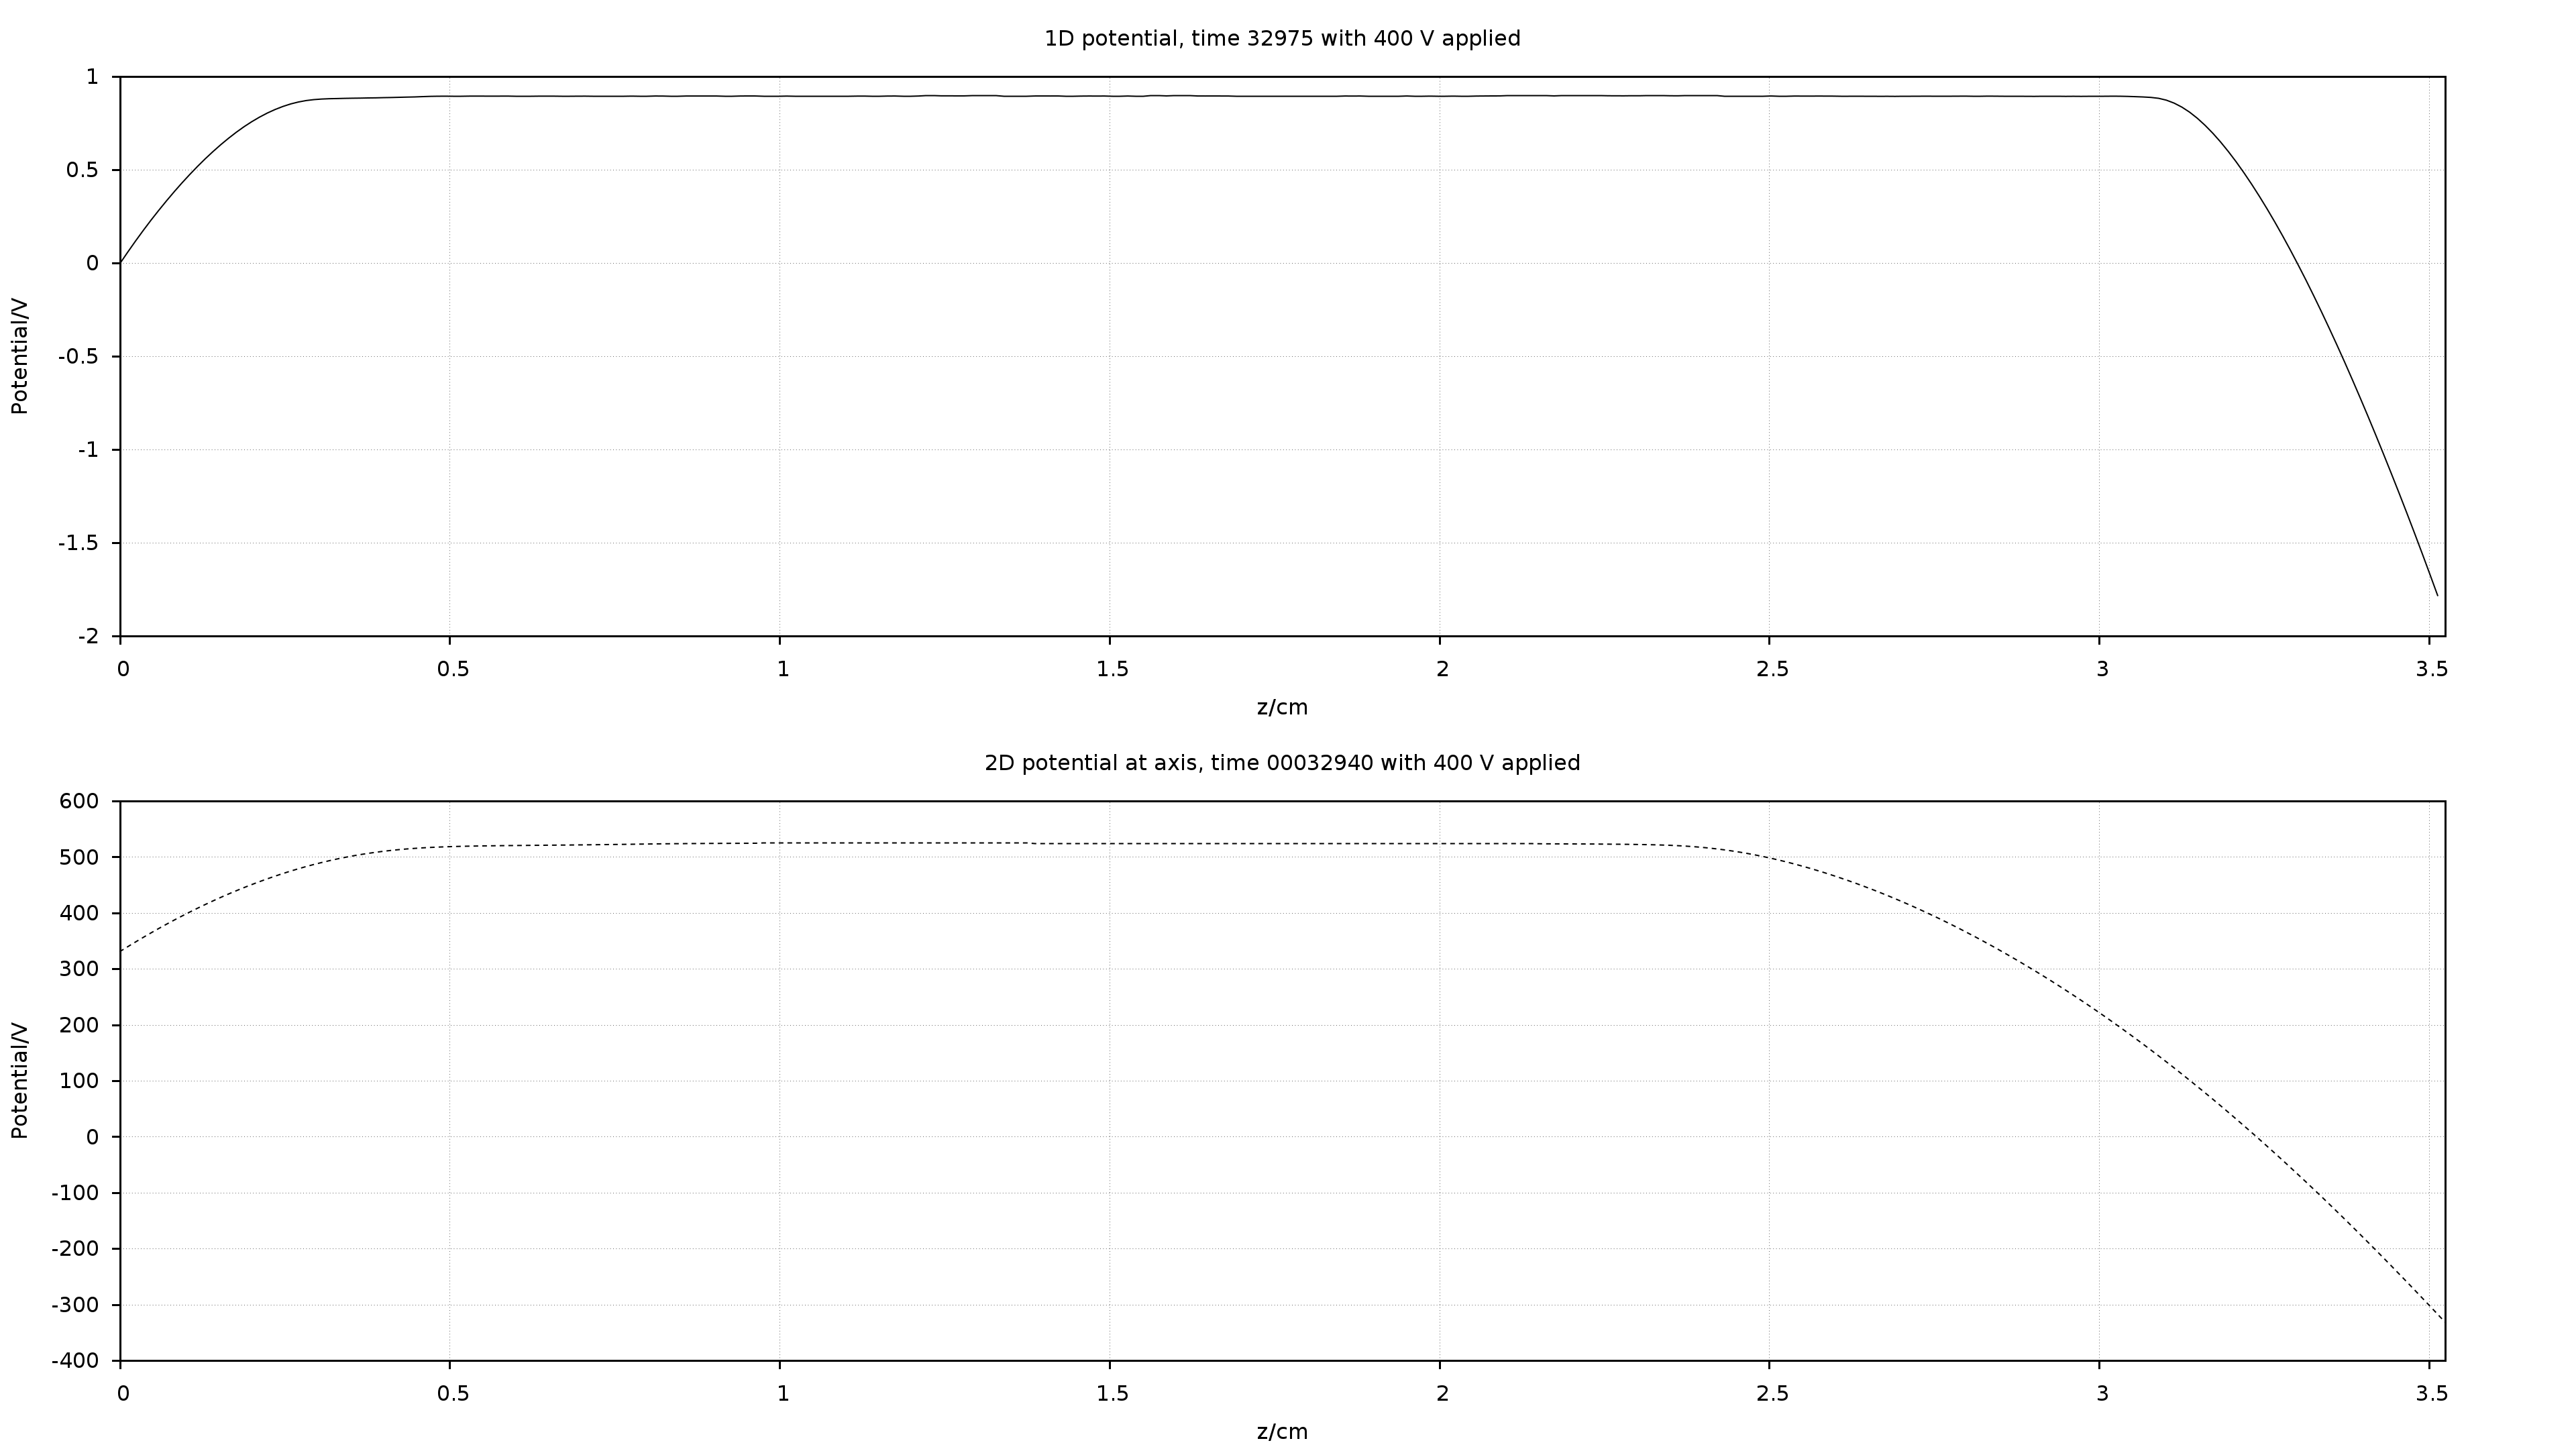 1D potential, time 32975 with 400 V applied
1
0.5
0
-0.5
-1
-1.5
-2
Potential/V
0 0.5 1 1.5 2 2.5 3 3.5
z/cm
2D potential at axis, time 00032940 with 400 V applied
600
500
400
300
200
100
0
-100
-200
-300
-400
Potential/V
0 0.5 1 1.5 2 2.5 3 3.5
z/cm